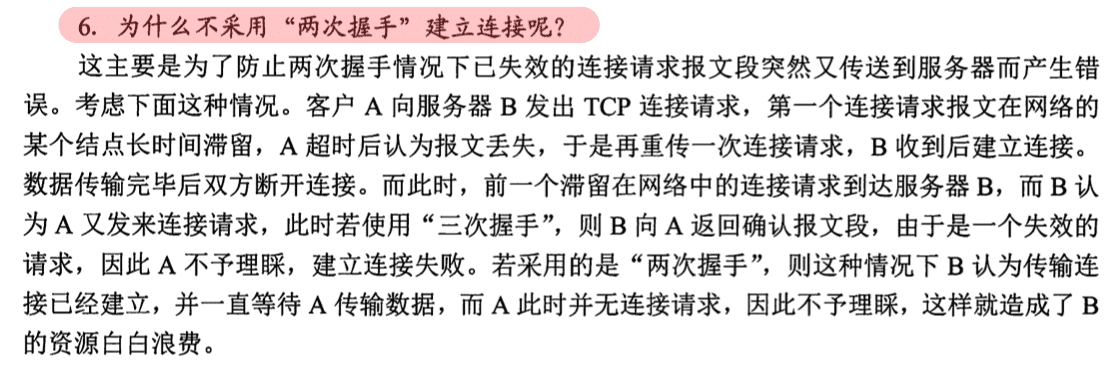 6. 为什么不采用“两次握手”建立连接呢？
这主要是为了防止两次握手情况下已失效的连接请求报文段突然又传送到服务器而产生错
误。考虑下面这种情况。客户 A 向服务器 B 发出 TCP 连接请求，第一个连接请求报文在网络的
某个结点长时间滞留，A 超时后认为报文丢失，于是再重传一次连接请求，B 收到后建立连接。
数据传输完毕后双方断开连接。而此时，前一个滞留在网络中的连接请求到达服务器 B，而 B 认
为 A 又发来连接请求，此时若使用“三次握手”，则 B 向 A 返回确认报文段，由于是一个失效的
请求，因此 A 不予理睬，建立连接失败。若采用的是“两次握手”，则这种情况下 B 认为传输连
接已经建立，并一直等待 A 传输数据，而 A 此时并无连接请求，因此不予理睬，这样就造成了 B
的资源白白浪费。